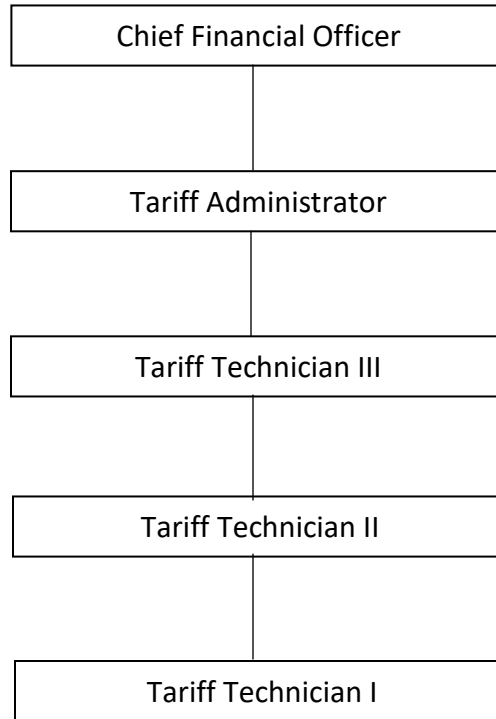 Chief Financial Officer
Tariff Administrator
Tariff Technician III
Tariff Technician II
Tariff Technician I